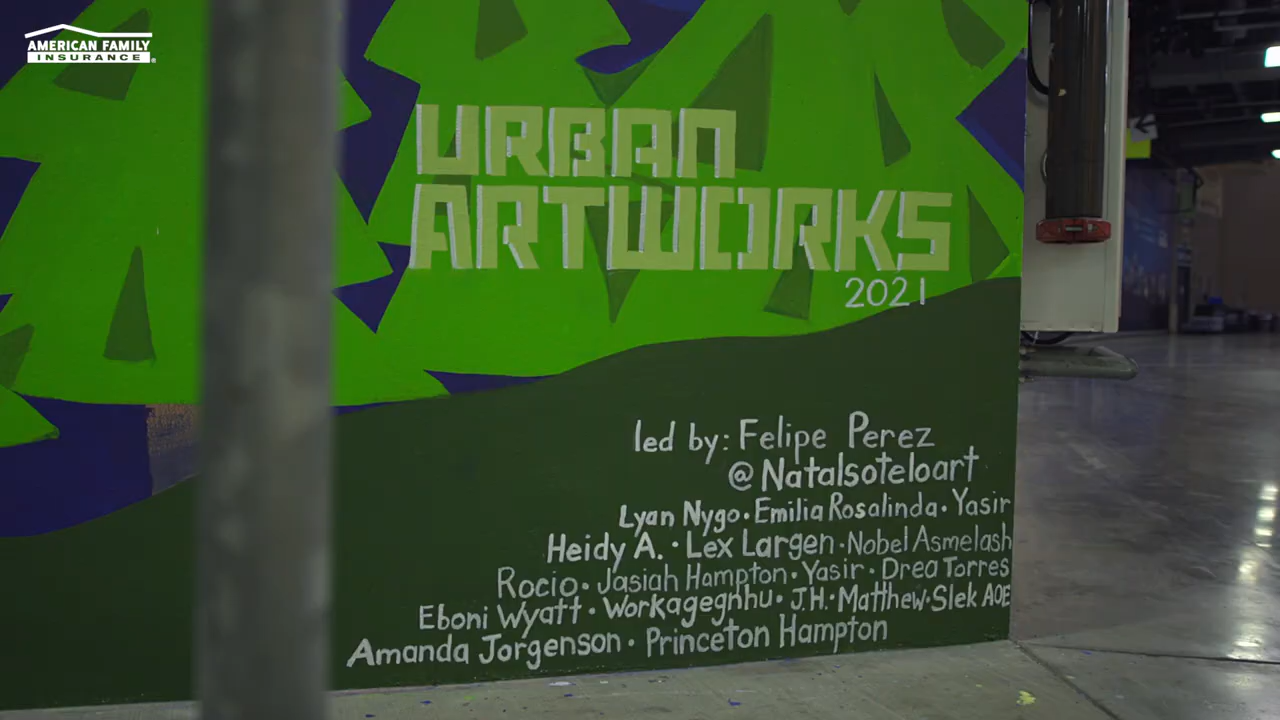 AMERICAN FAMILY
INSURANCE®
URBAN
ARTWORKS
2021
led by: Felipe Perez
@Natalsoteloart
Lyan Nygo • Emilia Rosalinda • Yasir
Heidy A. • Lex Largen • Nobel Asmelash
Rocio • Jasiah Hampton • Yasir • Drea Torres
Eboni Wyatt • Workagegnhu • J.H. • Matthew • Slek AOE
Amanda Jorgenson • Princeton Hampton